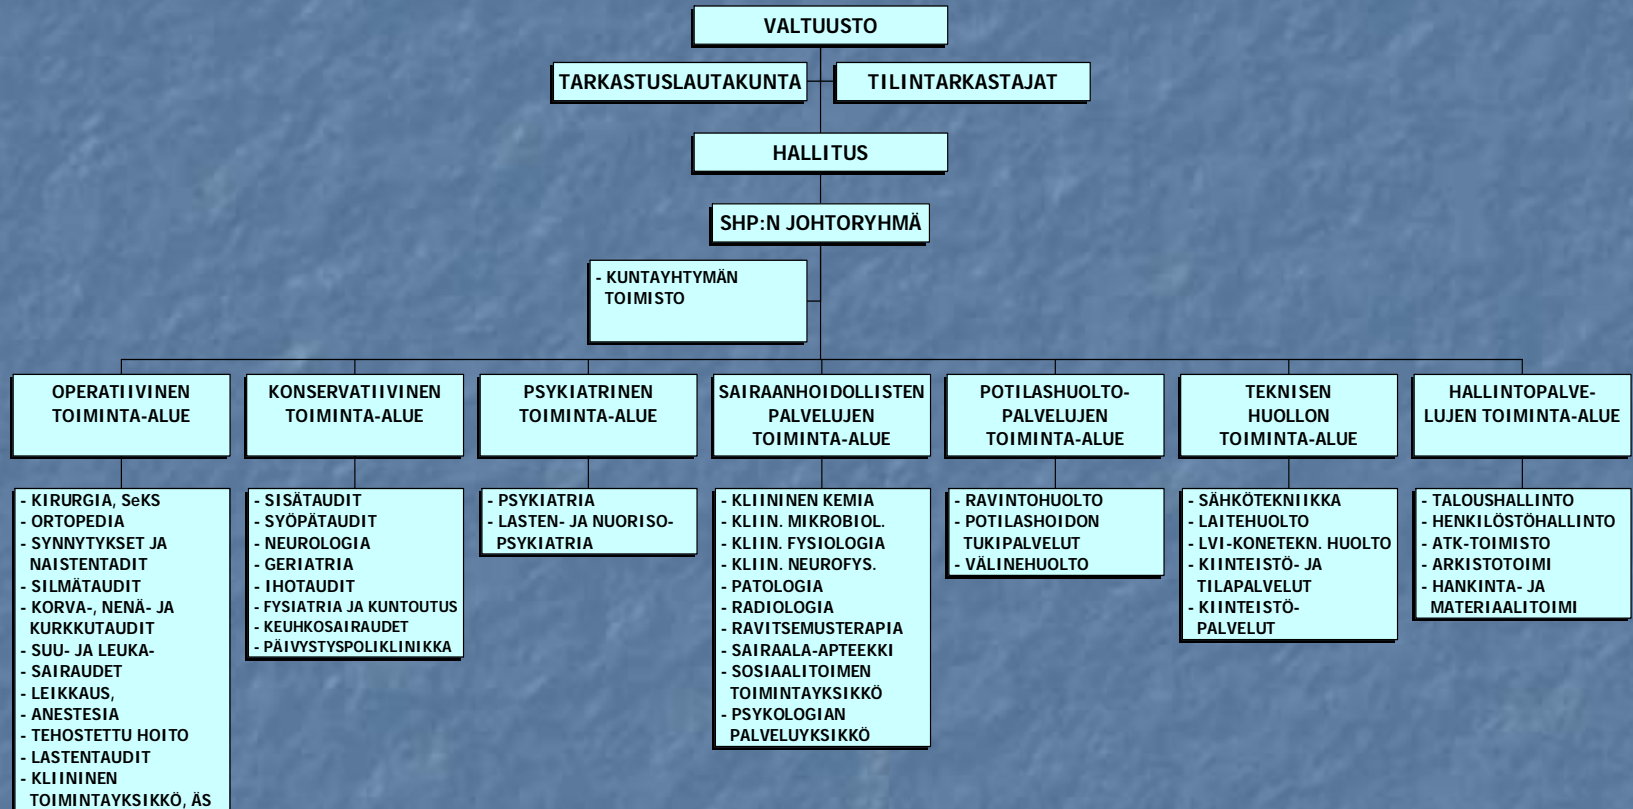 VALTUUSTO
TARKASTUSLAUTAKUNTA
TILINTARKASTAJAT
HALLITUS
SHP:N JOHTORYHMÄ
- KUNTAYHTYMÄN
TOIMISTO
OPERATIIVINEN
TOIMINTA-ALUE
KONSERVATIIVINEN
TOIMINTA-ALUE
PSYKIATRINEN
TOIMINTA-ALUE
SAIRAANHOIDOLLISTEN
PALVELUJEN
TOIMINTA-ALUE
POTILASHUOLTO-
PALVELUJEN
TOIMINTA-ALUE
TEKNISEN
HUOLLON
TOIMINTA-ALUE
HALLINTOPALVE-
LUJEN TOIMINTA-ALUE
- KIRURGIA, SeKS
- ORTOPEDIA
- SYNNYTYKSET JA
NAISTENTADIT
- SILMÄTAUDIT
- KORVA-, NENÄ- JA
KURKKUTAUDIT
- SUU- JA LEUKA-
- SAIRAUDET
- LEIKKAUS,
- ANESTESIA
- TEHOSTETTU HOITO
- LASTENTAUDIT
- KLIININEN
TOIMINTAYKSIKKÖ, ÄS
- SISÄTAUDIT
- SYÖPÄTAUDIT
- NEUROLOGIA
- GERIATRIA
- IHOTAUDIT
- FYSIATRIA JA KUNTOUTUS
- KEUHKOSAIRAUDET
- PÄIVYSTYSPOLIKLINIKKA
- PSYKIATRIA
- LASTEN- JA NUORISO-
PSYKIATRIA
- KLIININEN KEMIA
- KLIIN. MIKROBIOL.
- KLIIN. FYSIOLOGIA
- KLIIN. NEUROFYS.
- PATOLOGIA
- RADIOLOGIA
- RAVITSEMUSTERAPIA
- SAIRAALA-APTEEKKI
- SOSIAALITOIMEN
TOIMINTAYKSIKKÖ
- PSYKOLOGIAN
PALVELUYKSIKKÖ
- RAVINTOHUOLTO
- POTILASHOIDON
TUKIPALVELUT
- VÄLINEHUOLTO
- SÄHKÖTEKNIIKKA
- LAITEHUOLTO
- LVI-KONETEKN. HUOLTO
- KIINTEISTÖ- JA
TILAPALVELUT
- KIINTEISTÖ-
PALVELUT
- TALOUSHALLINTO
- HENKILÖSTÖHALLINTO
- ATK-TOIMISTO
- ARKISTOTOIMI
- HANKINTA- JA
MATERIAALITOIMI